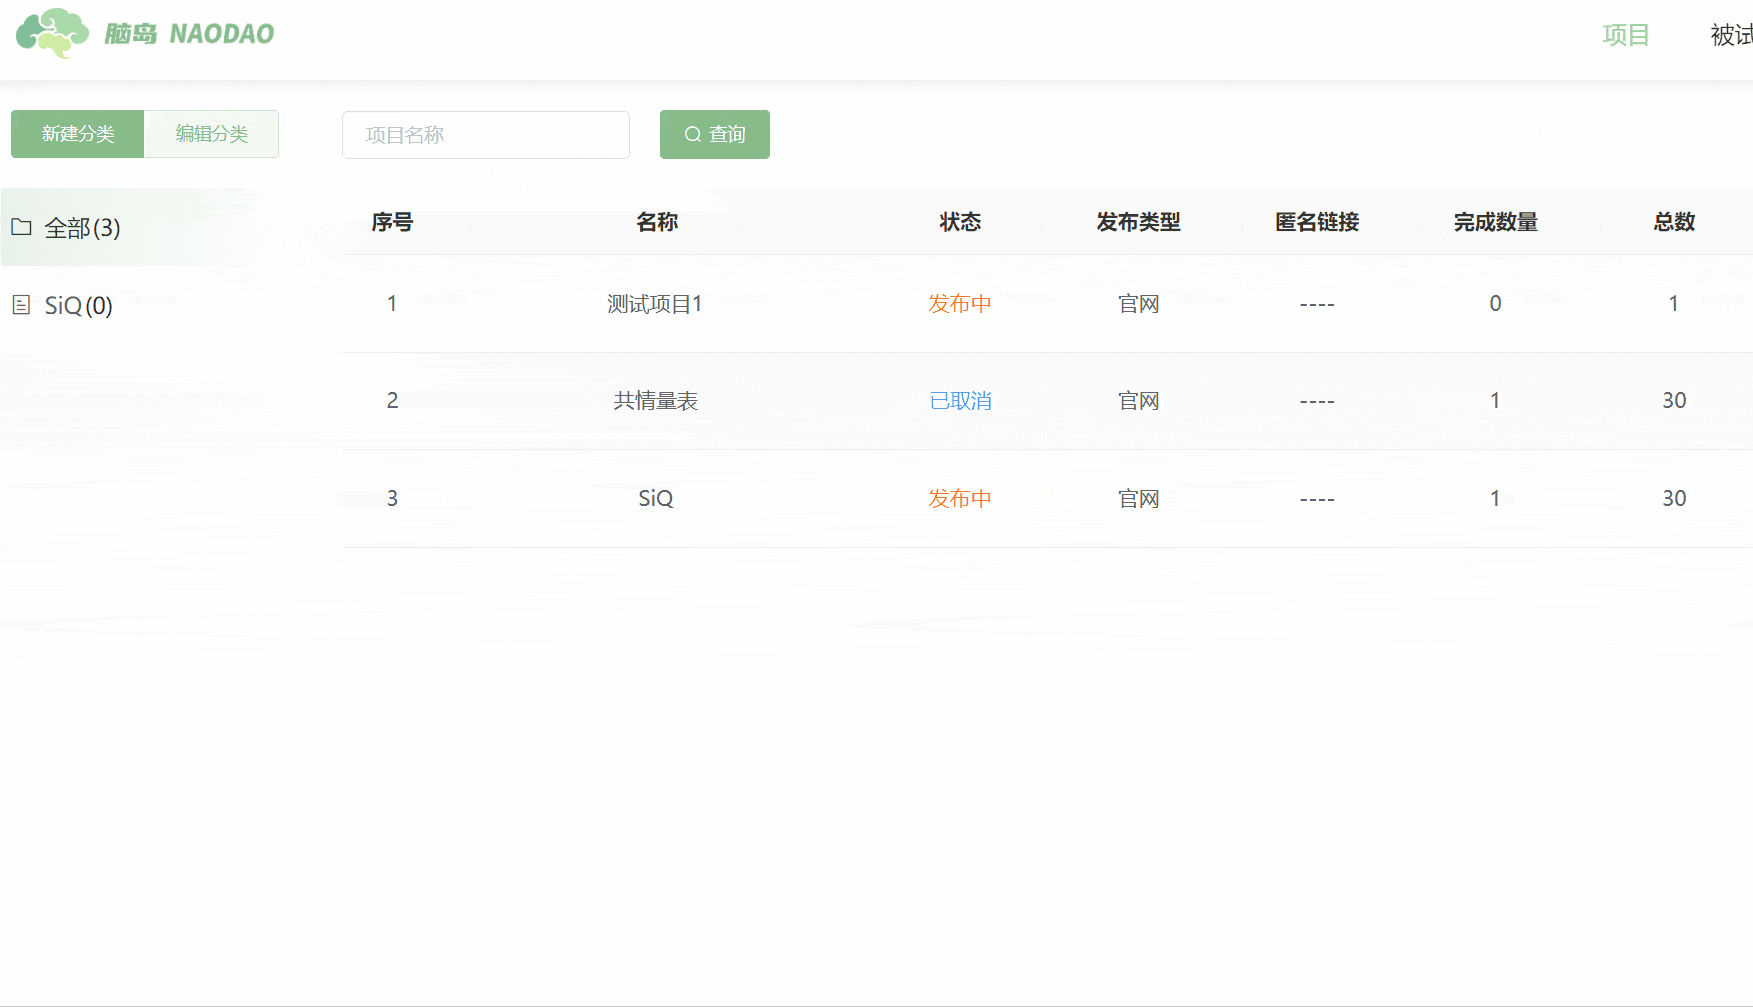 脑岛 NAODAO
项目 被试
新建分类 编辑分类 项目名称 查询
全部(3)
SiQ(0)
序号 名称 状态 发布类型 匿名链接 完成数量 总数
1 测试项目1 发布中 官网 ---- 0 1
2 共情量表 已取消 官网 ---- 1 30
3 SiQ 发布中 官网 ---- 1 30